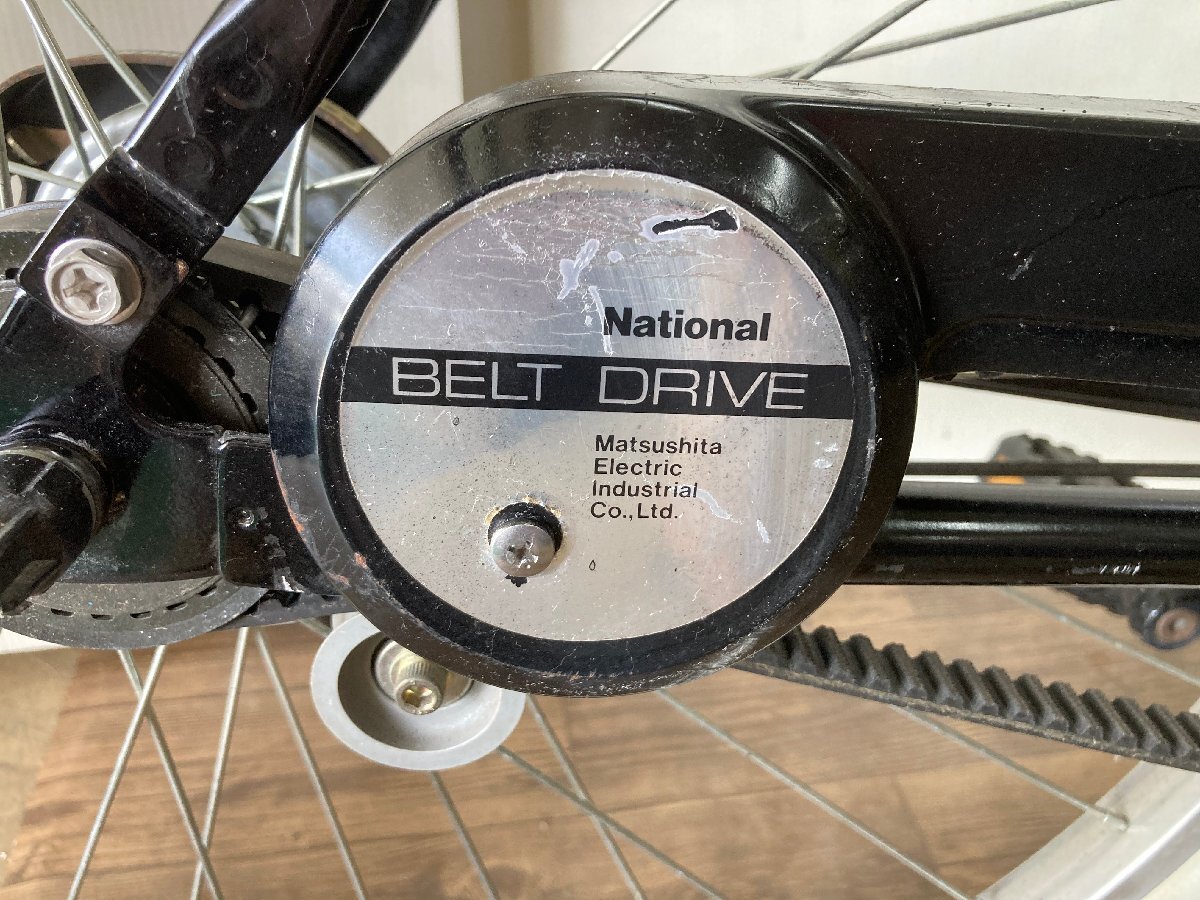 National
BELT DRIVE
Matsushita
Electric
Industrial
Co.,Ltd.